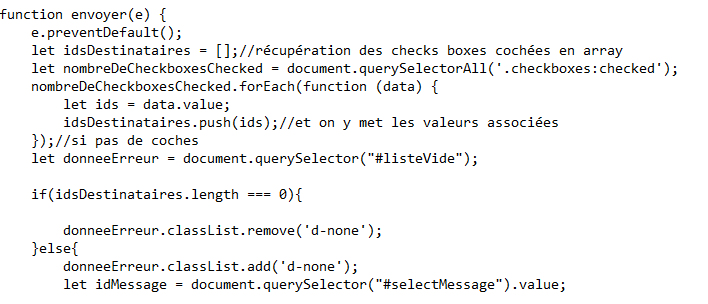 function envoyer(e) {
    e.preventDefault();
    let idsDestinataires = [];//récupération des checks boxes cochées en array
    let nombreDeCheckboxesChecked = document.querySelectorAll('.checkboxes:checked');
    nombreDeCheckboxesChecked.forEach(function (data) {
        let ids = data.value;
        idsDestinataires.push(ids);//et on y met les valeurs associées
    });//si pas de coches
    let donneeErreur = document.querySelector("#listeVide");

    if(idsDestinataires.length === 0){

        donneeErreur.classList.remove('d-none');
    }else{
        donneeErreur.classList.add('d-none');
        let idMessage = document.querySelector("#selectMessage").value;